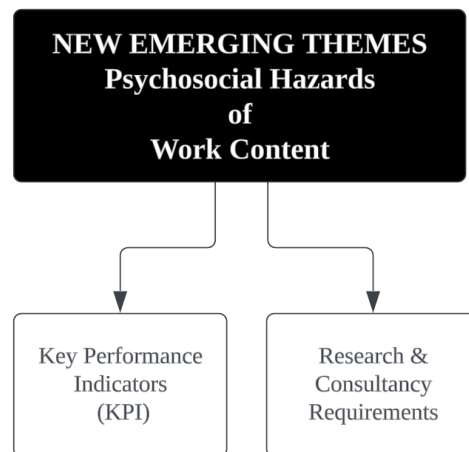 NEW EMERGING THEMES
Psychosocial Hazards
of
Work Content
Key Performance
Indicators
(KPI)
Research &
Consultancy
Requirements